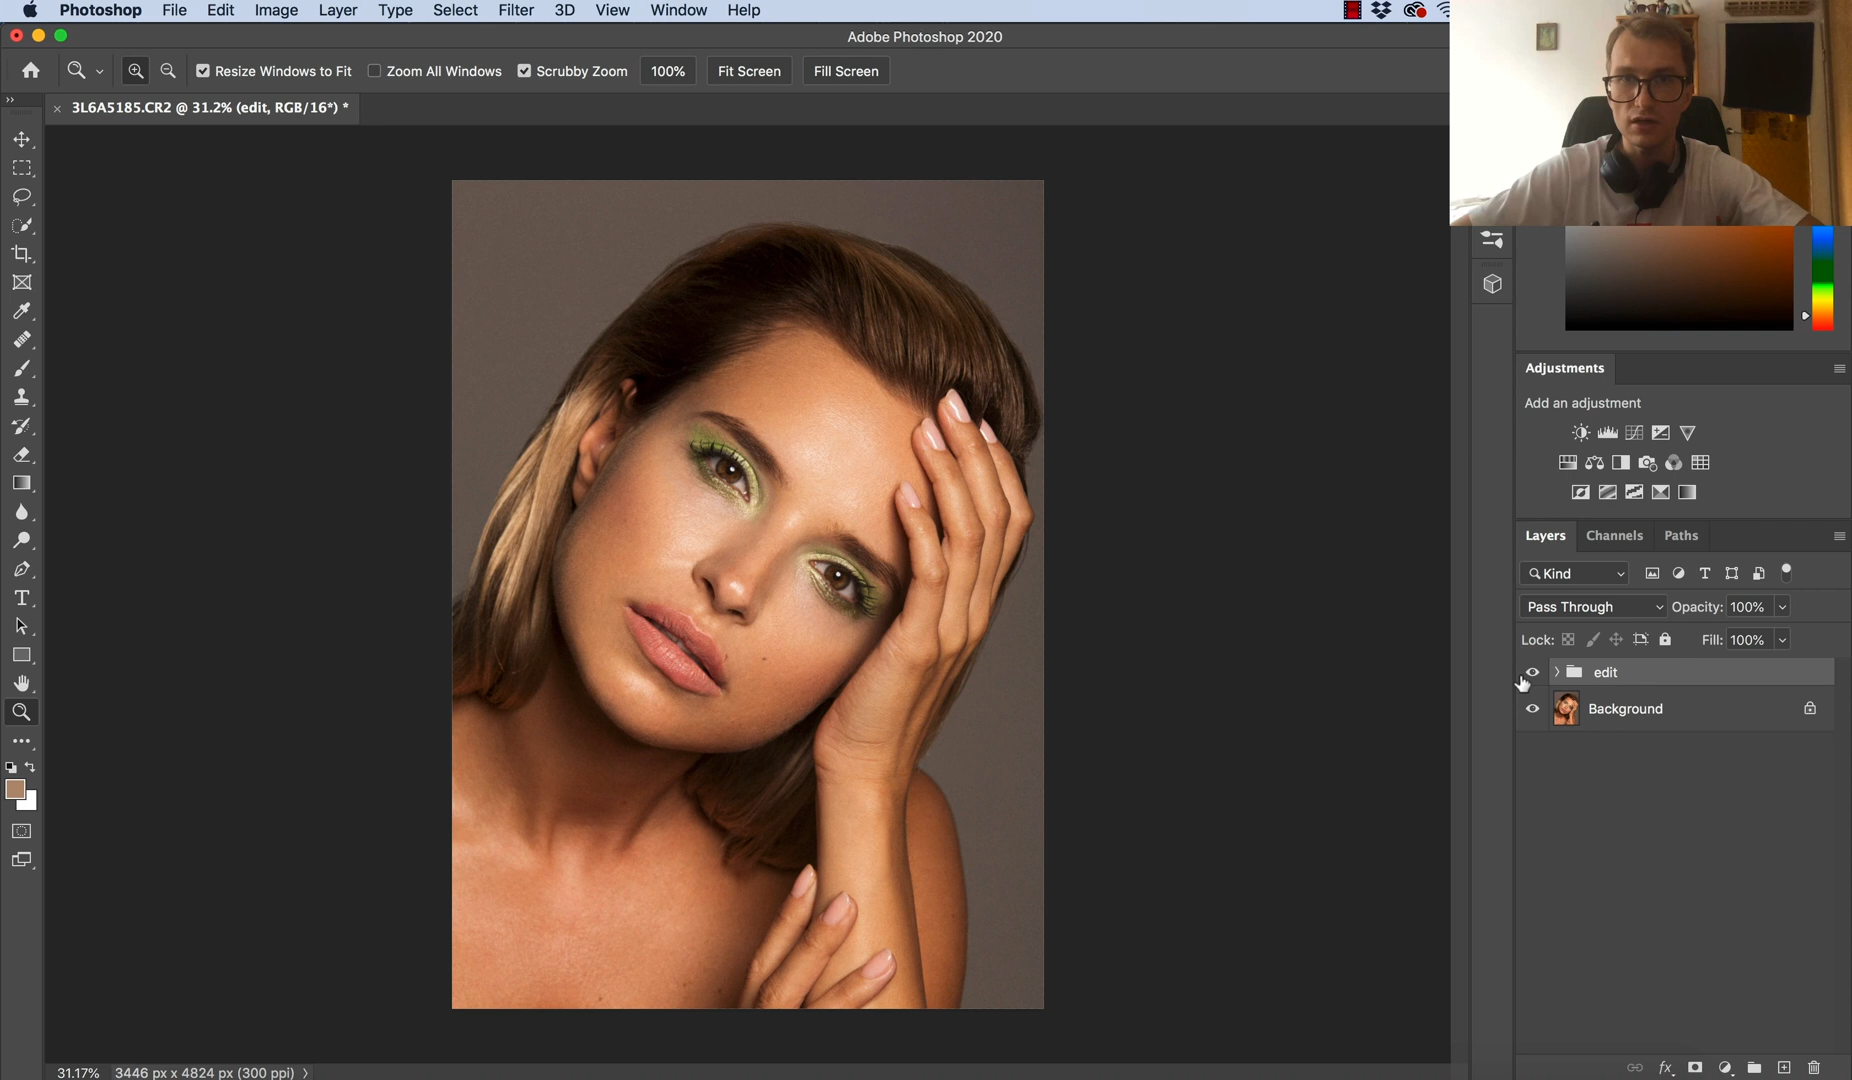 Photoshop File Edit Image Layer Type Select Filter 3D View Window Help
Adobe Photoshop 2020
Resize Windows to Fit Zoom All Windows Scrubby Zoom 100% Fit Screen Fill Screen
3L6A5185.CR2 @ 31.2% (edit, RGB/16*) *
Adjustments
Add an adjustment
Layers Channels Paths
Kind
Pass Through Opacity: 100%
Lock: Fill: 100%
edit
Background
31.17% 3446 px x 4824 px (300 ppi)